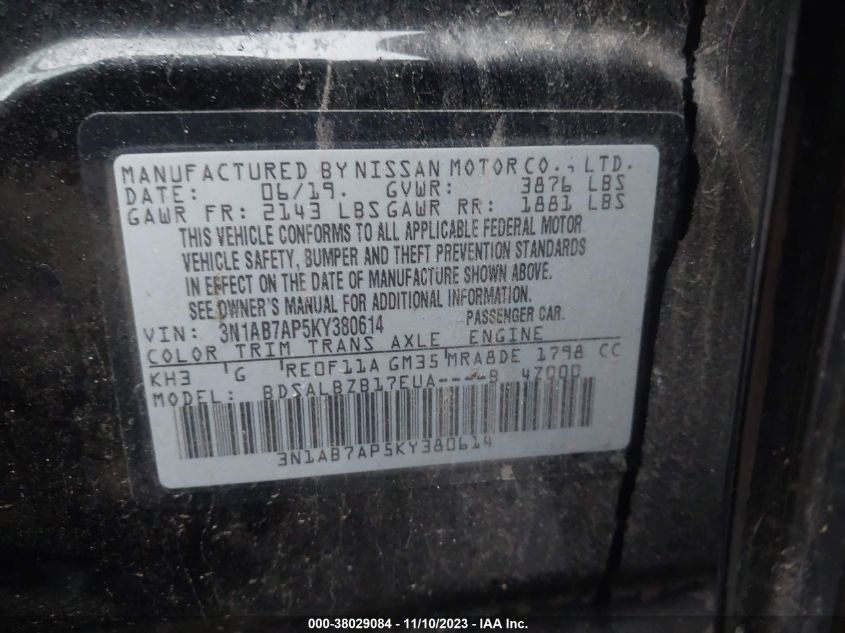 MANUFACTURED BY NISSAN MOTOR CO., LTD.
DATE: 06/19. GVWR: 3876 LBS
GAWR FR: 2143 LBS GAWR RR: 1881 LBS
THIS VEHICLE CONFORMS TO ALL APPLICABLE FEDERAL MOTOR
VEHICLE SAFETY, BUMPER AND THEFT PREVENTION STANDARDS
IN EFFECT ON THE DATE OF MANUFACTURE SHOWN ABOVE.
SEE OWNER'S MANUAL FOR ADDITIONAL INFORMATION.
VIN: 3N1AB7AP5KY380614 PASSENGER CAR.
COLOR TRIM TRANS AXLE ENGINE
KH3 G RE0F11A GM35 MRA8DE 1798 CC
MODEL: BDSALBZB17EUA----B 4Z000
3N1AB7AP5KY380614
000-38029084 — 11/10/2023 — IAA Inc.